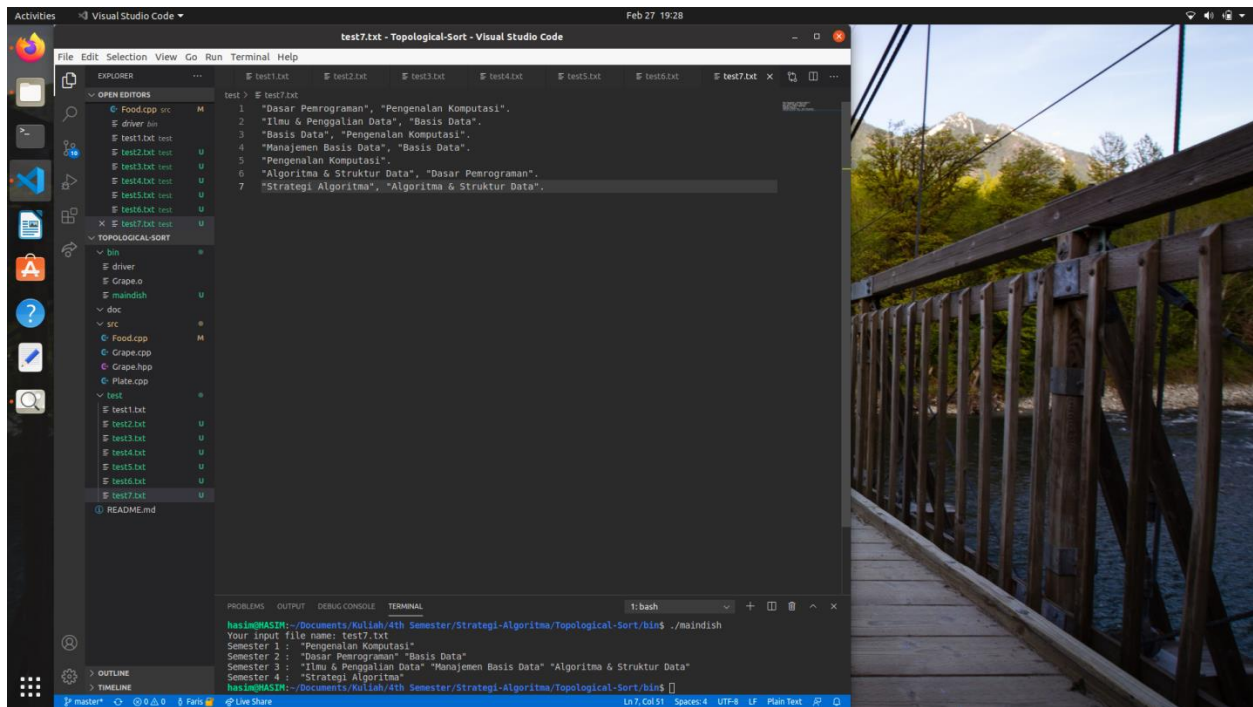 Activities
Visual Studio Code
Feb 27 19:28
test7.txt - Topological-Sort - Visual Studio Code
File Edit Selection View Go Run Terminal Help
EXPLORER
test1.txt test2.txt test3.txt test4.txt test5.txt test6.txt test7.txt
OPEN EDITORS
Food.cpp src M
driver bin
test1.txt test
test2.txt test U
test3.txt test U
test4.txt test U
test5.txt test U
test6.txt test U
test7.txt test U
TOPOLOGICAL-SORT
bin
driver
Grape.o
maindish U
doc
src
Food.cpp M
Grape.cpp
Grape.hpp
Plate.cpp
test
test1.txt
test2.txt U
test3.txt U
test4.txt U
test5.txt U
test6.txt U
test7.txt U
README.md
OUTLINE
TIMELINE
test > test7.txt
1 "Dasar Pemrograman", "Pengenalan Komputasi".
2 "Ilmu & Penggalian Data", "Basis Data".
3 "Basis Data", "Pengenalan Komputasi".
4 "Manajemen Basis Data", "Basis Data".
5 "Pengenalan Komputasi".
6 "Algoritma & Struktur Data", "Dasar Pemrograman".
7 "Strategi Algoritma", "Algoritma & Struktur Data".
PROBLEMS OUTPUT DEBUG CONSOLE TERMINAL 1: bash
hasim@HASIM:~/Documents/Kuliah/4th Semester/Strategi-Algoritma/Topological-Sort/bin$ ./maindish
Your input file name: test7.txt
Semester 1 : "Pengenalan Komputasi"
Semester 2 : "Dasar Pemrograman" "Basis Data"
Semester 3 : "Ilmu & Penggalian Data" "Manajemen Basis Data" "Algoritma & Struktur Data"
Semester 4 : "Strategi Algoritma"
hasim@HASIM:~/Documents/Kuliah/4th Semester/Strategi-Algoritma/Topological-Sort/bin$
master* 0 0 0 Faris Live Share Ln 7, Col 51 Spaces: 4 UTF-8 LF Plain Text